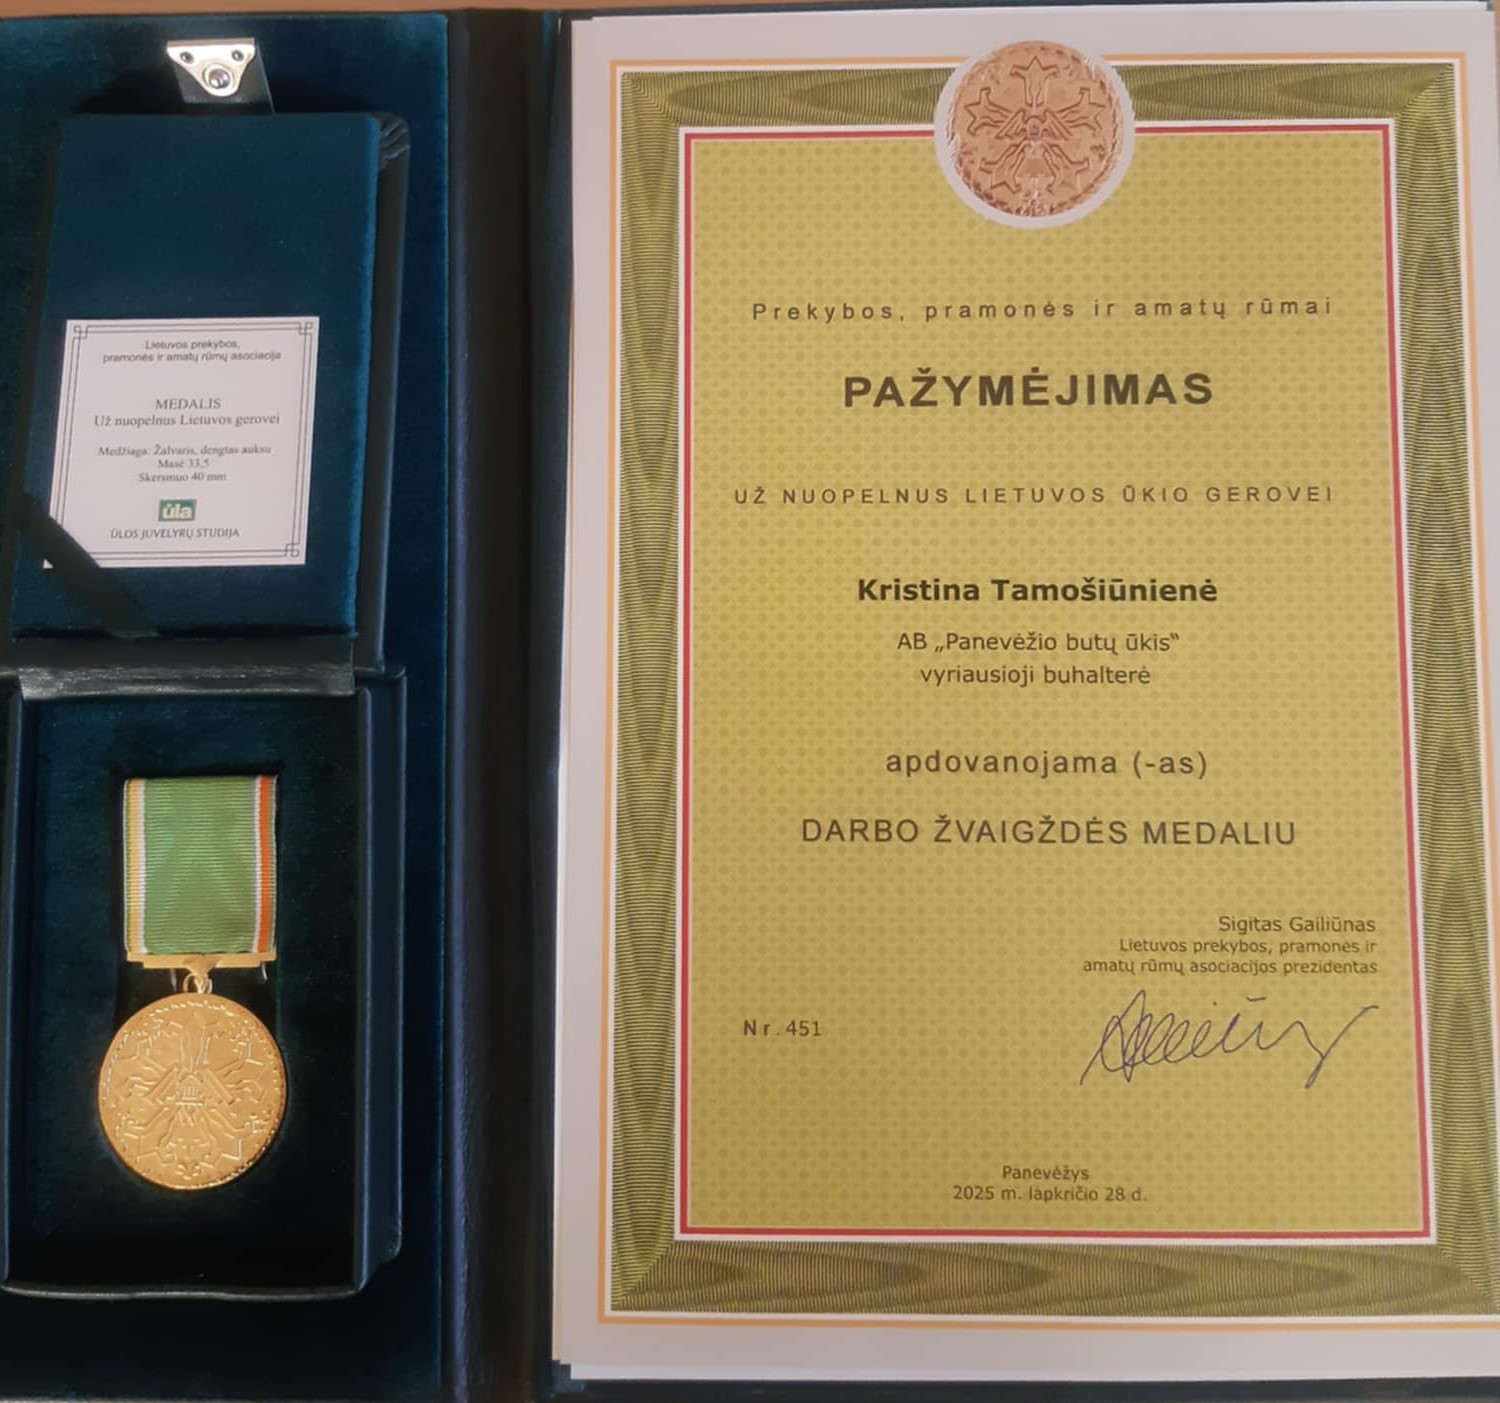 Lietuvos prekybos,
pramonės ir amatų rūmų asociacija
MEDALIS
Už nuopelnus Lietuvos gerovei
Medžiaga: Žalvaris, dengtas auksu
Masė 33,5
Skersmuo 40 mm
ūla
ŪLOS JUVELYRŲ STUDIJA
Prekybos, pramonės ir amatų rūmai
PAŽYMĖJIMAS
UŽ NUOPELNUS LIETUVOS ŪKIO GEROVEI
Kristina Tamošiūnienė
AB „Panevėžio butų ūkis“
vyriausioji buhalterė
apdovanojama (-as)
DARBO ŽVAIGŽDĖS MEDALIU
Sigitas Gailiūnas
Lietuvos prekybos, pramonės ir
amatų rūmų asociacijos prezidentas
Nr. 451
Panevėžys
2025 m. lapkričio 28 d.